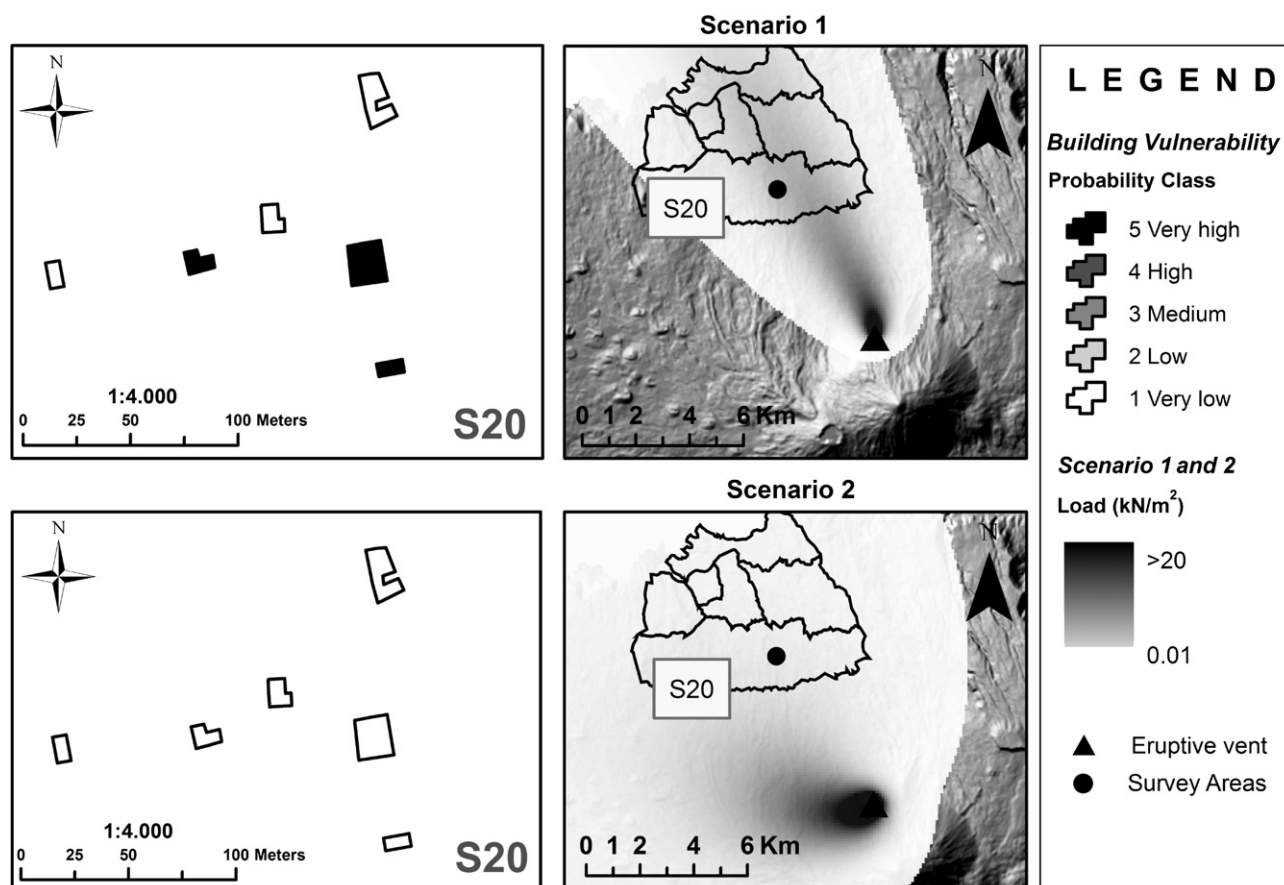 Scenario 1
N
1:4.000
0 25 50 100 Meters
S20
N
S20
0 1 2 4 6 Km
Scenario 2
N
1:4.000
0 25 50 100 Meters
S20
N
S20
0 1 2 4 6 Km
LEGEND
Building Vulnerability
Probability Class
5 Very high
4 High
3 Medium
2 Low
1 Very low
Scenario 1 and 2
Load (kN/m²)
>20
0.01
Eruptive vent
Survey Areas